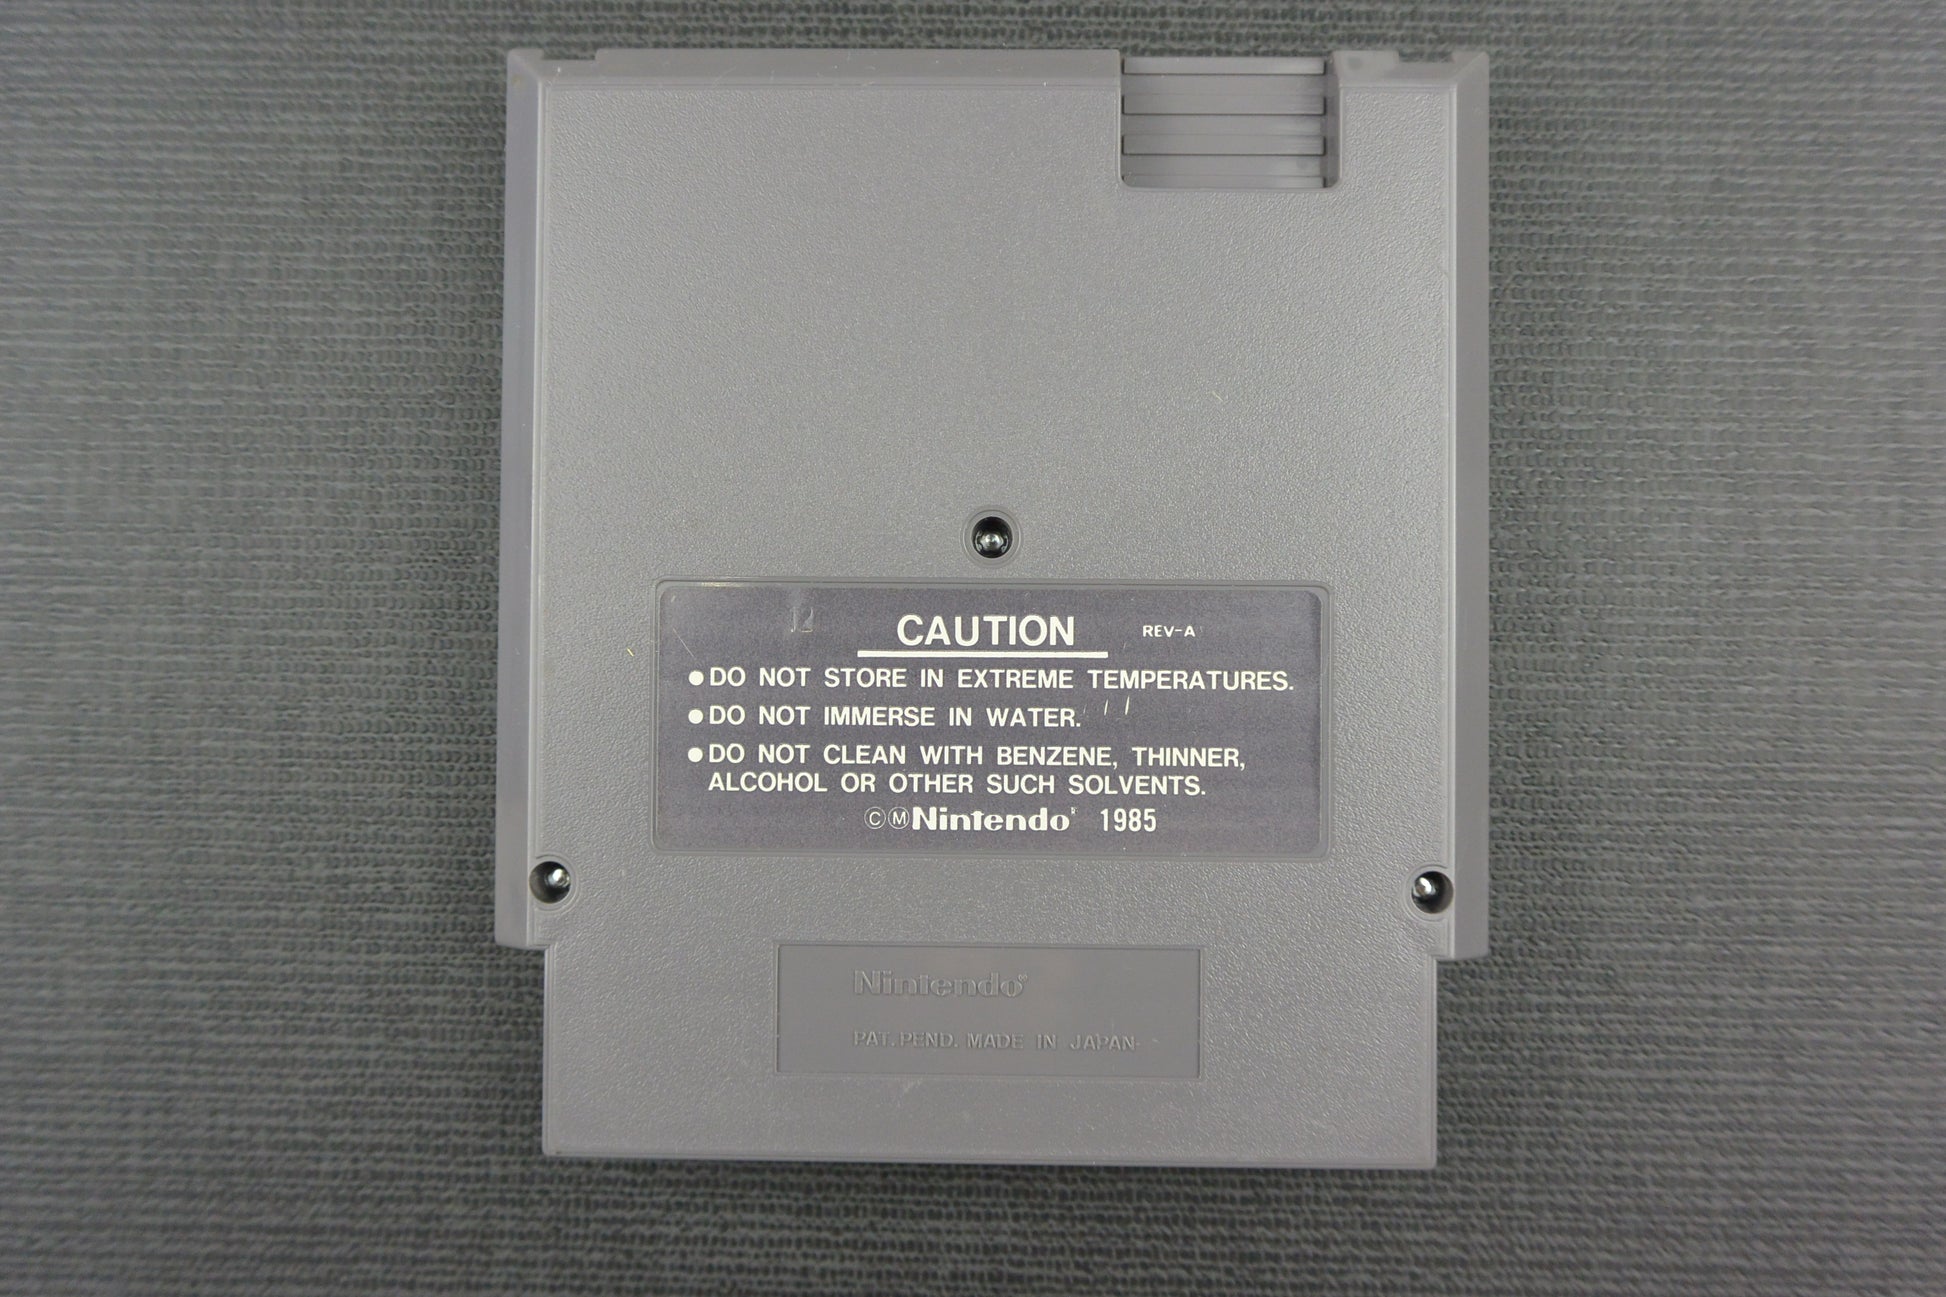 12
CAUTION REV-A
●DO NOT STORE IN EXTREME TEMPERATURES.
●DO NOT IMMERSE IN WATER.
●DO NOT CLEAN WITH BENZENE, THINNER,
ALCOHOL OR OTHER SUCH SOLVENTS.
ⒸⓂNintendo® 1985
Nintendo®
PAT. PEND. MADE IN JAPAN